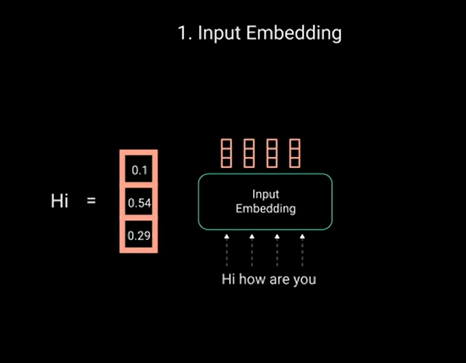 1. Input Embedding
Hi =
0.1
0.54
0.29
Input
Embedding
Hi how are you